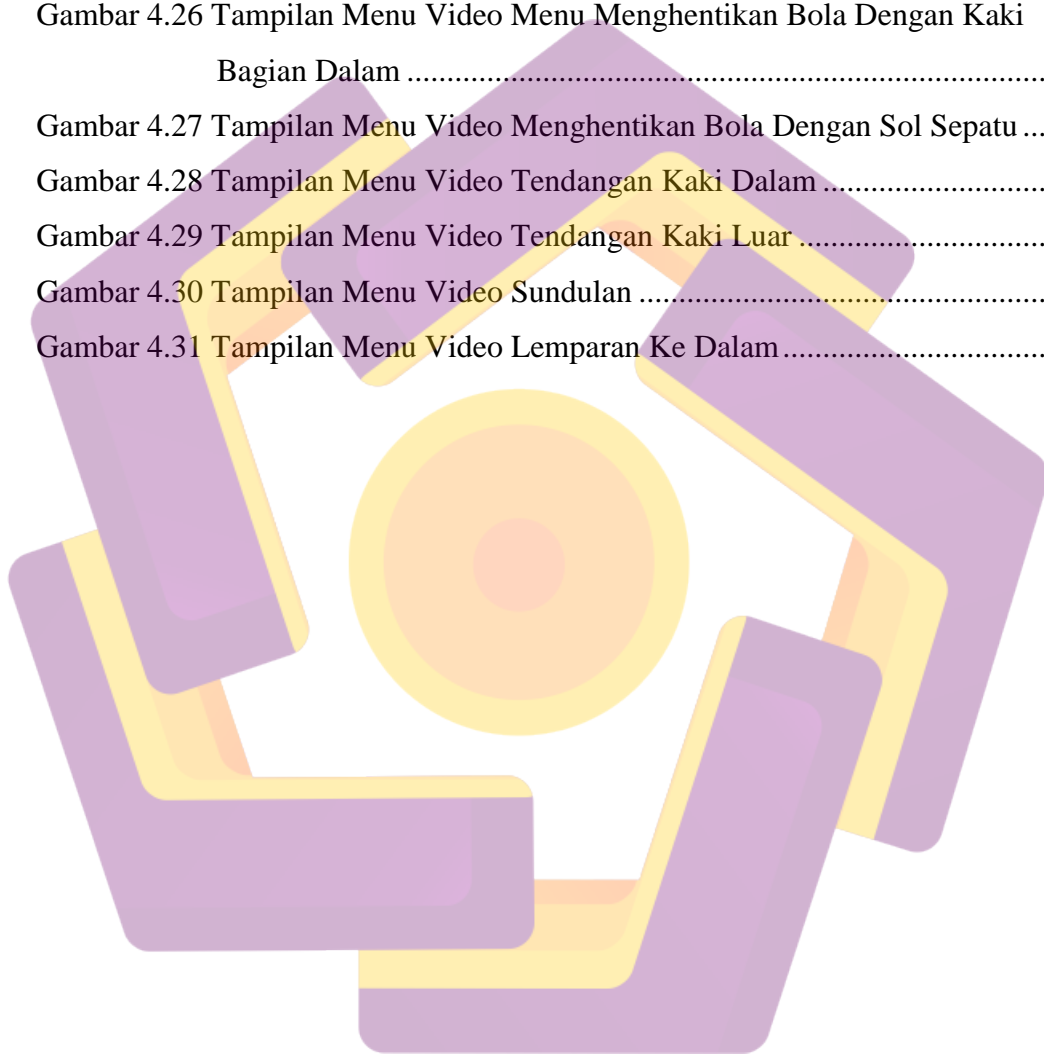 Gambar 4.26 Tampilan Menu Video Menu Menghentikan Bola Dengan Kaki
Bagian Dalam ....................................................................
Gambar 4.27 Tampilan Menu Video Menghentikan Bola Dengan Sol Sepatu ...
Gambar 4.28 Tampilan Menu Video Tendangan Kaki Dalam ........................
Gambar 4.29 Tampilan Menu Video Tendangan Kaki Luar ..........................
Gambar 4.30 Tampilan Menu Video Sundulan ...........................................
Gambar 4.31 Tampilan Menu Video Lemparan Ke Dalam ............................